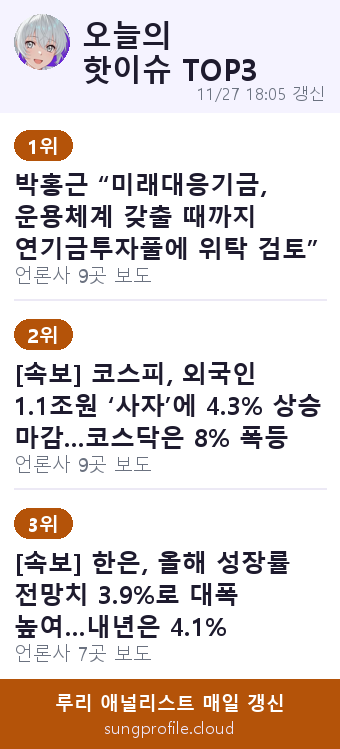 오늘의
핫이슈 TOP3
11/27 18:05 갱신
1위
박홍근 “미래대응기금,
운용체계 갖출 때까지
연기금투자풀에 위탁 검토”
언론사 9곳 보도
2위
[속보] 코스피, 외국인
1.1조원 ‘사자’에 4.3% 상승
마감...코스닥은 8% 폭등
언론사 9곳 보도
3위
[속보] 한은, 올해 성장률
전망치 3.9%로 대폭
높여...내년은 4.1%
언론사 7곳 보도
루리 애널리스트 매일 갱신
sungprofile.cloud